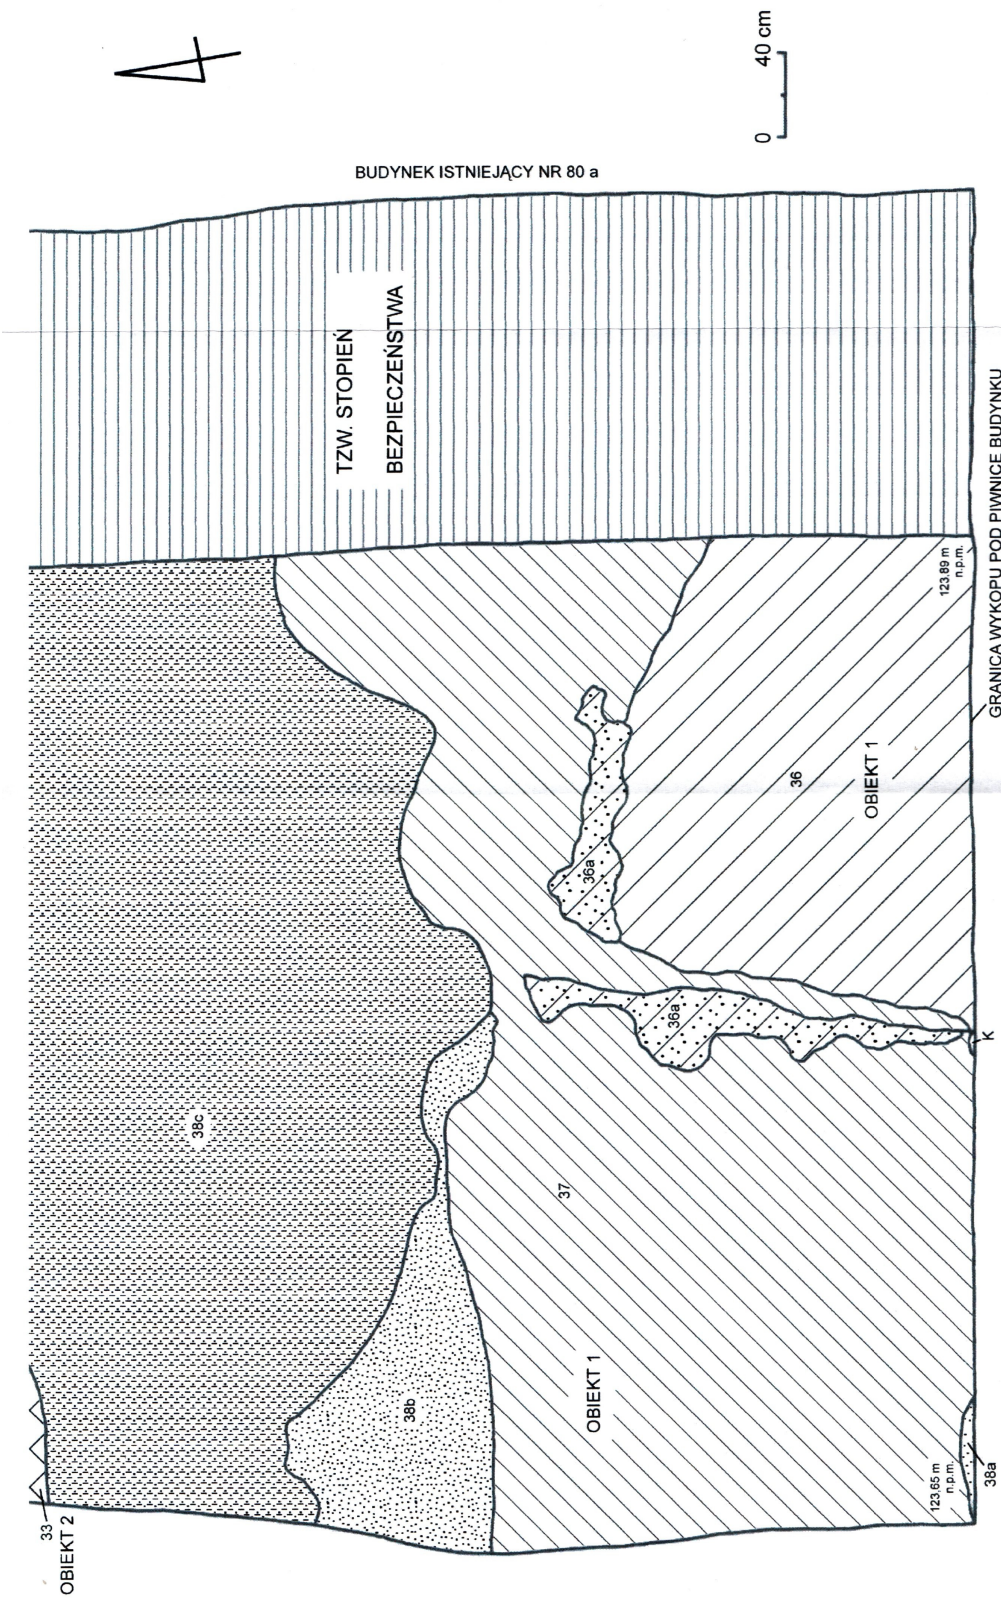 33
OBIEKT 2
38c
38b
OBIEKT 1
37
36a
36a
36
OBIEKT 1
123.65 m
n.p.m.
38a
K
123.89 m
n.p.m.
TZW. STOPIEŃ
BEZPIECZEŃSTWA
BUDYNEK ISTNIEJĄCY NR 80 a
GRANICA WYKOPU POD PIWNICE BUDYNKU
0 40 cm